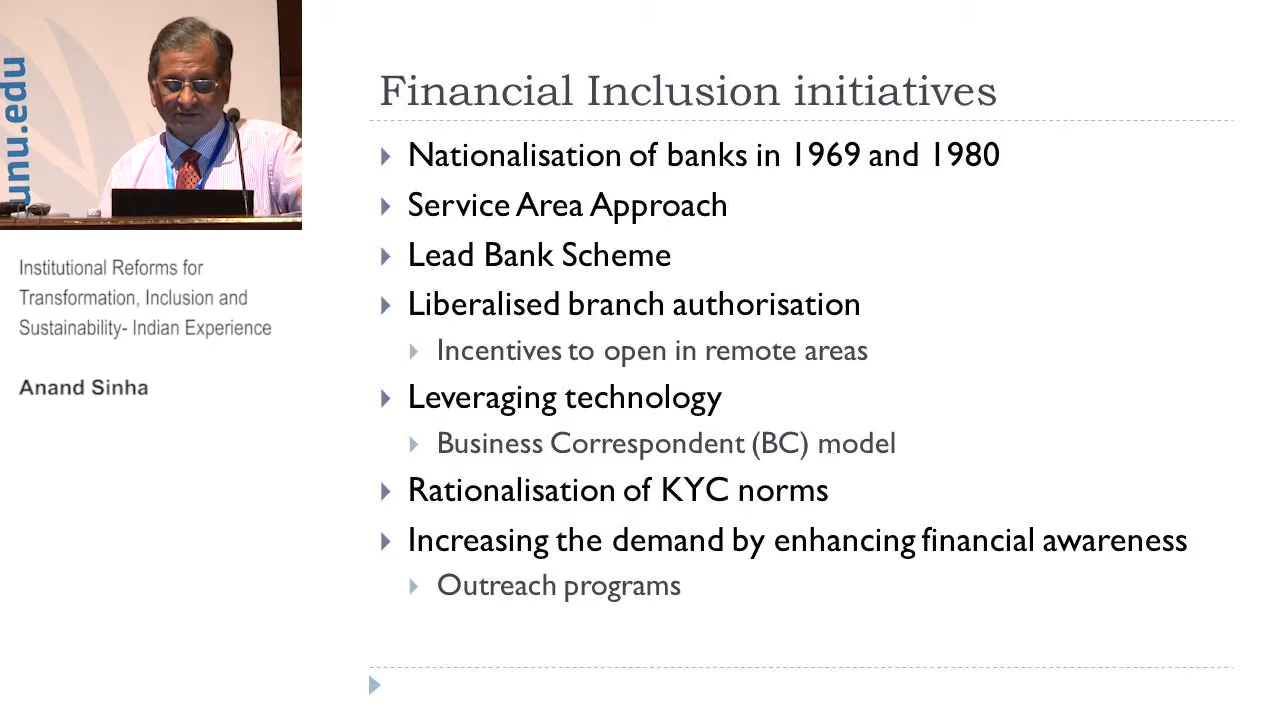 unu.edu
Institutional Reforms for
Transformation, Inclusion and
Sustainability- Indian Experience
Anand Sinha
Financial Inclusion initiatives
Nationalisation of banks in 1969 and 1980
Service Area Approach
Lead Bank Scheme
Liberalised branch authorisation
Incentives to open in remote areas
Leveraging technology
Business Correspondent (BC) model
Rationalisation of KYC norms
Increasing the demand by enhancing financial awareness
Outreach programs